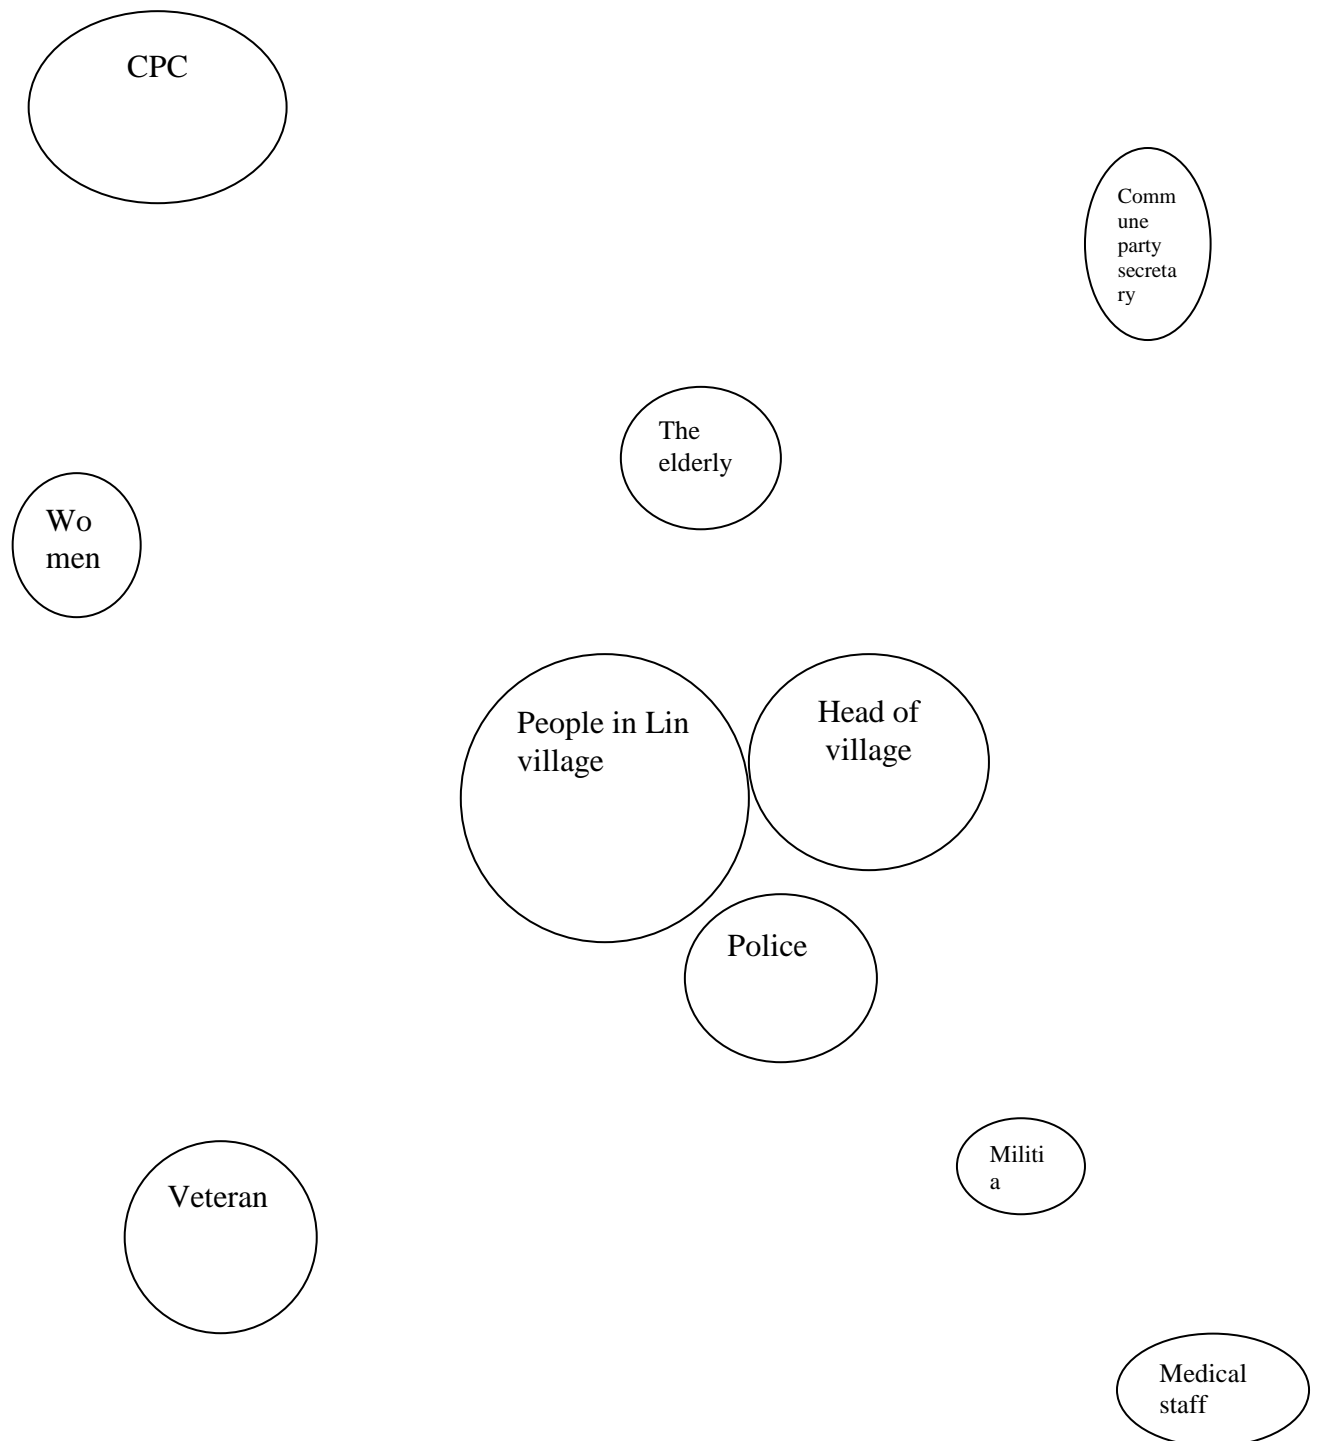 CPC
Comm
une
party
secreta
ry
The
elderly
Wo
men
People in Lin
village
Head of
village
Police
Militi
a
Veteran
Medical
staff